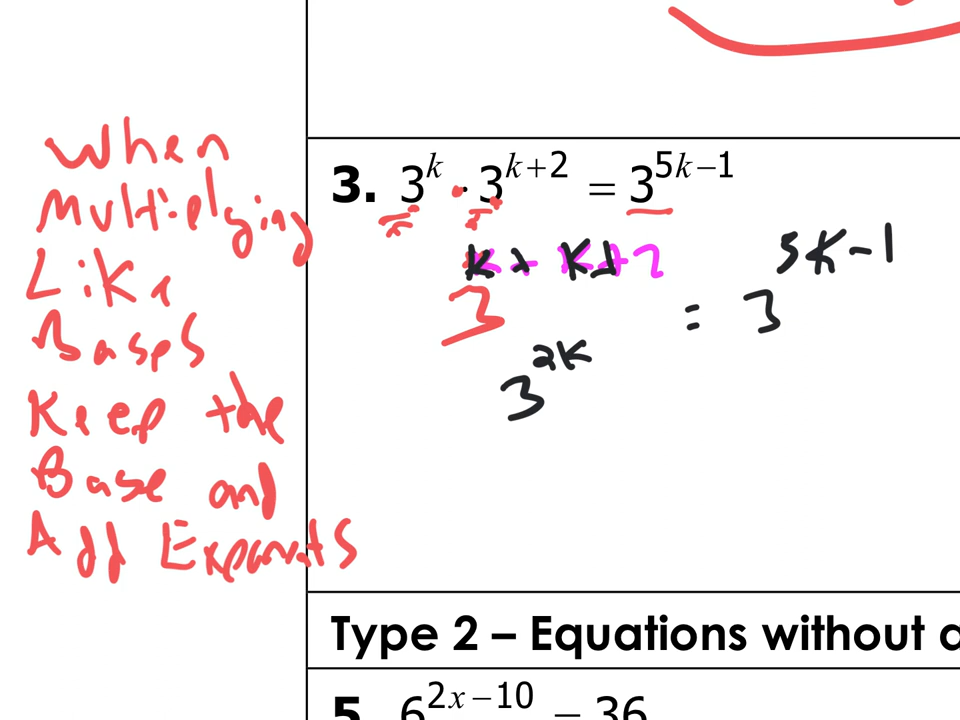 When
Multiplying
Like
Bases
Keep the
Base and
Add Exponents
3. 3^k · 3^{k+2} = 3^{5k−1}
3^{k + k + 2} = 3^{5k−1}
3^{2k}
Type 2 – Equations without
5. 6^{2x−10} = 36